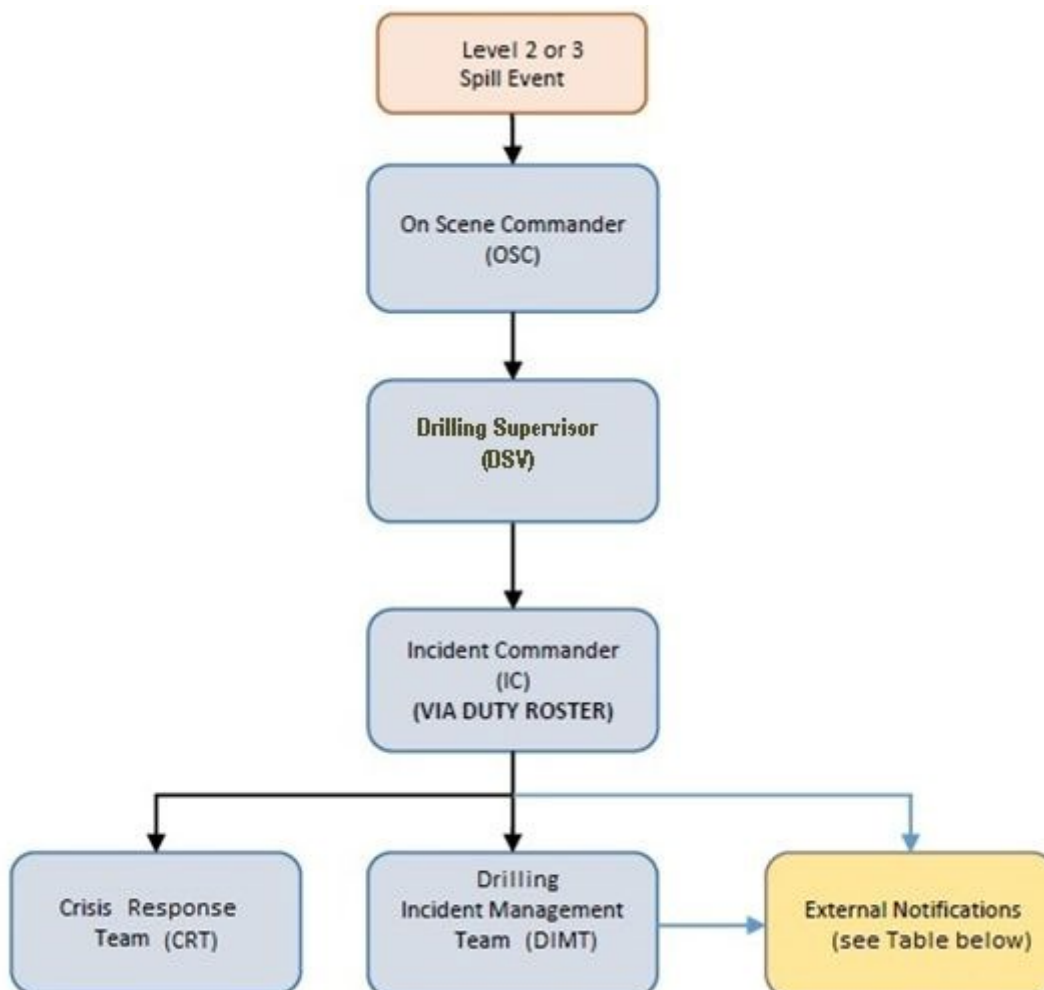 Level 2 or 3
Spill Event
On Scene Commander
(OSC)
Drilling Supervisor
(DSV)
Incident Commander
(IC)
(VIA DUTY ROSTER)
Crisis Response
Team (CRT)
Drilling
Incident Management
Team (DIMT)
External Notifications
(see Table below)